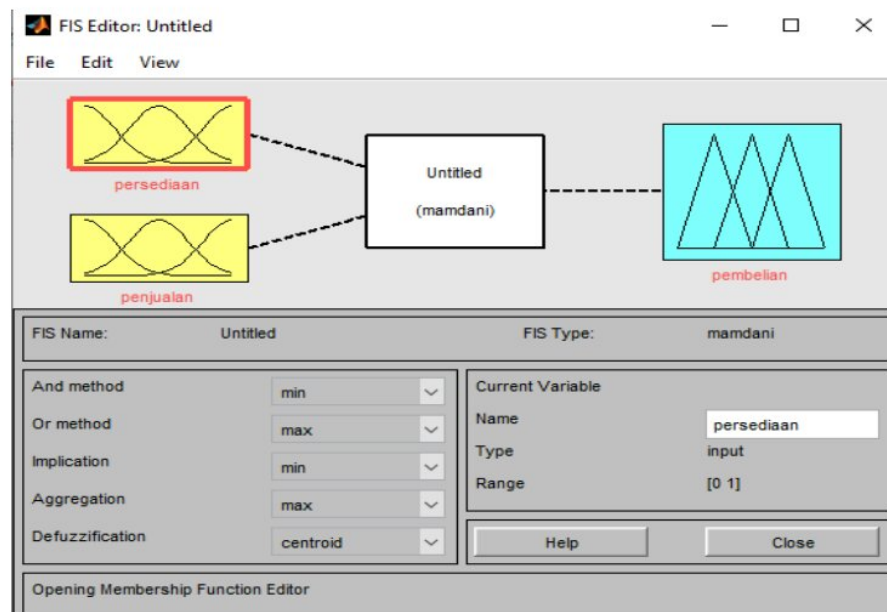 FIS Editor: Untitled
File Edit View
persediaan
penjualan
Untitled
(mamdani)
pembelian
FIS Name: Untitled FIS Type: mamdani
And method min
Or method max
Implication min
Aggregation max
Defuzzification centroid
Current Variable
Name persediaan
Type input
Range [0 1]
Help Close
Opening Membership Function Editor